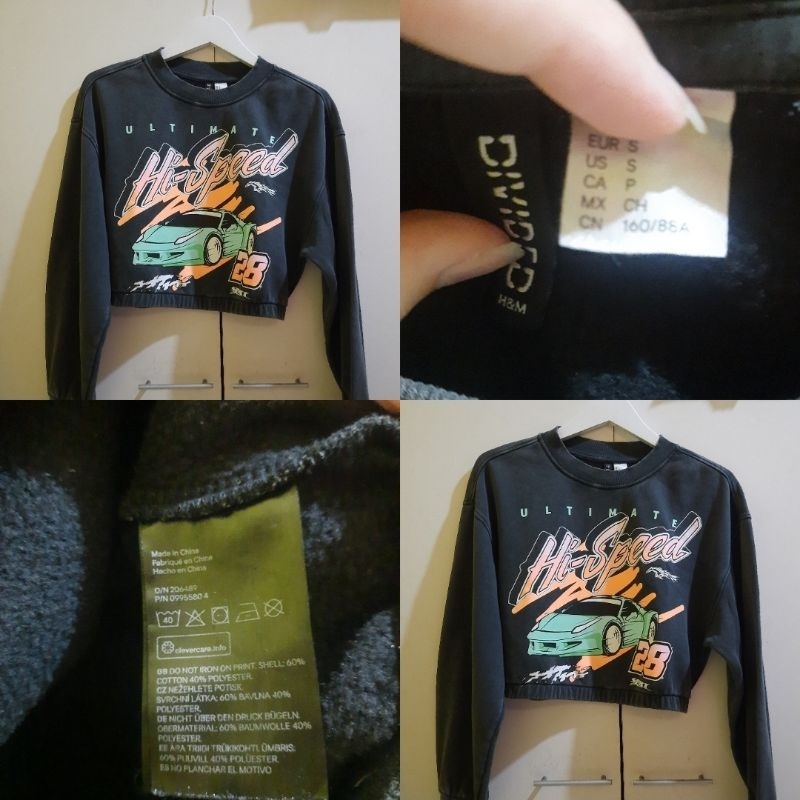 ULTIMATE
Hi-Speed
28
EUR S
US S
CA P
MX CH
CN 160/88A
DIVIDED
H&M
Made in China
Fabriqué en Chine
Hecho en China
O/N 206489
P/N 0995580 4
40
clevercare.info
GB DO NOT IRON ON PRINT. SHELL: 60%
COTTON 40% POLYESTER.
CZ NEŽEHLETE POTISK.
SVRCHNÍ LÁTKA: 60% BAVLNA 40%
POLYESTER.
DE NICHT ÜBER DEN DRUCK BÜGELN.
OBERMATERIAL: 60% BAUMWOLLE 40%
POLYESTER.
EE ÄRA TRIIGI TRÜKIKOHTI. ÜMBRIS:
60% PUUVILL 40% POLÜESTER.
ES NO PLANCHAR EL MOTIVO
ULTIMATE
Hi-Speed
28